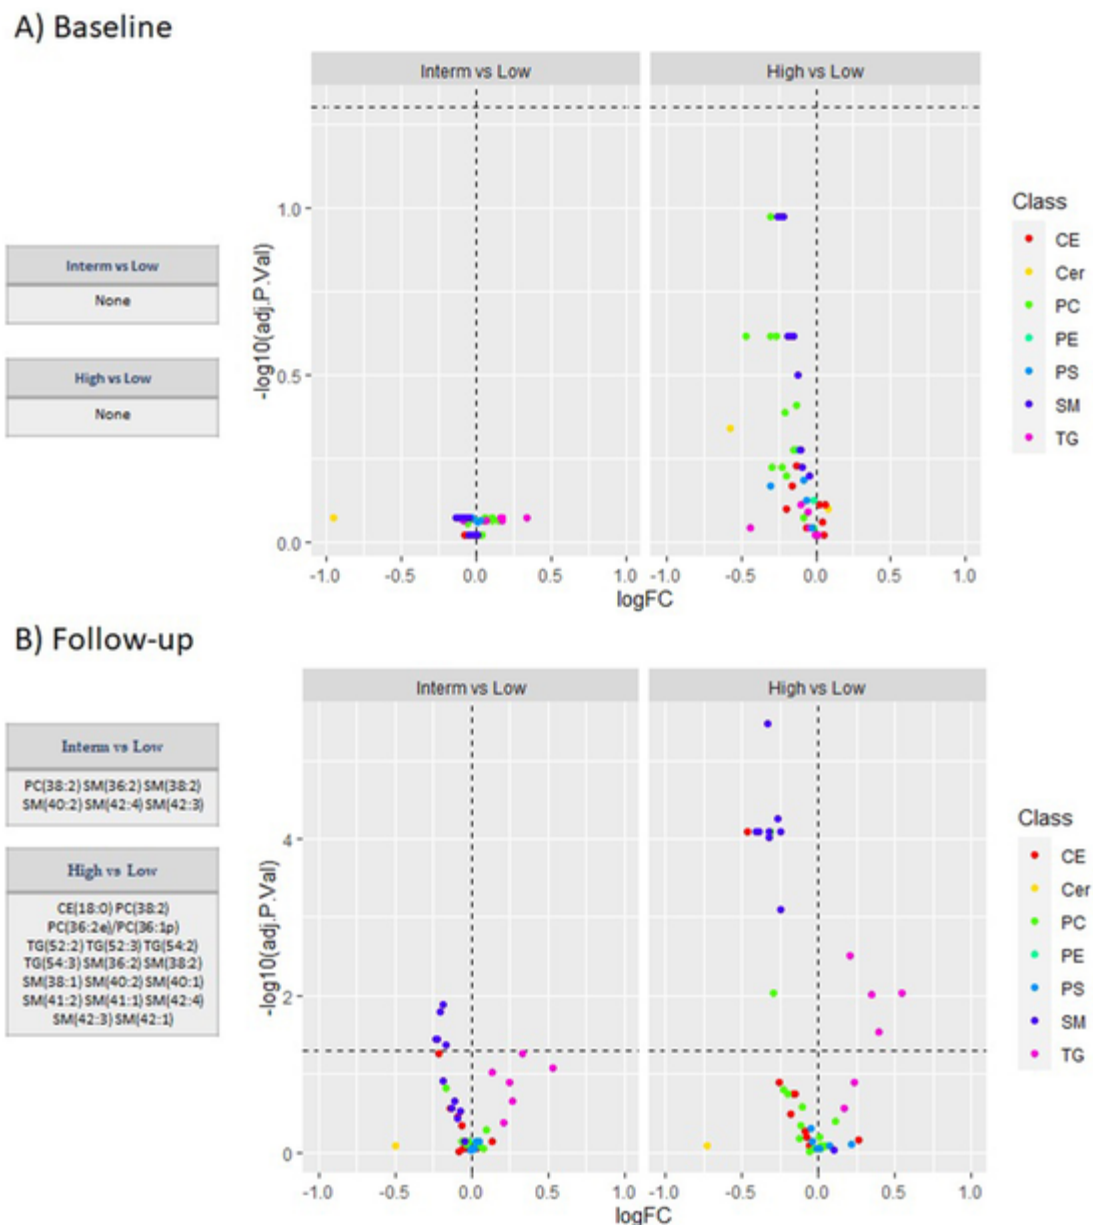 A) Baseline
Interm vs Low
High vs Low
Interm vs Low
None
High vs Low
None
-log10(adj.P.Val)
1.0
0.5
0.0
-1.0 -0.5 0.0 0.5 1.0 -1.0 -0.5 0.0 0.5 1.0
logFC
Class
CE
Cer
PC
PE
PS
SM
TG
B) Follow-up
Interm vs Low
High vs Low
Interm vs Low
PC(38:2) SM(36:2) SM(38:2)
SM(40:2) SM(42:4) SM(42:3)
High vs Low
CE(18:0) PC(38:2)
PC(36:2e)/PC(36:1p)
TG(52:2) TG(52:3) TG(54:2)
TG(54:3) SM(36:2) SM(38:2)
SM(38:1) SM(40:2) SM(40:1)
SM(41:2) SM(41:1) SM(42:4)
SM(42:3) SM(42:1)
-log10(adj.P.Val)
4
2
0
-1.0 -0.5 0.0 0.5 1.0 -1.0 -0.5 0.0 0.5 1.0
logFC
Class
CE
Cer
PC
PE
PS
SM
TG